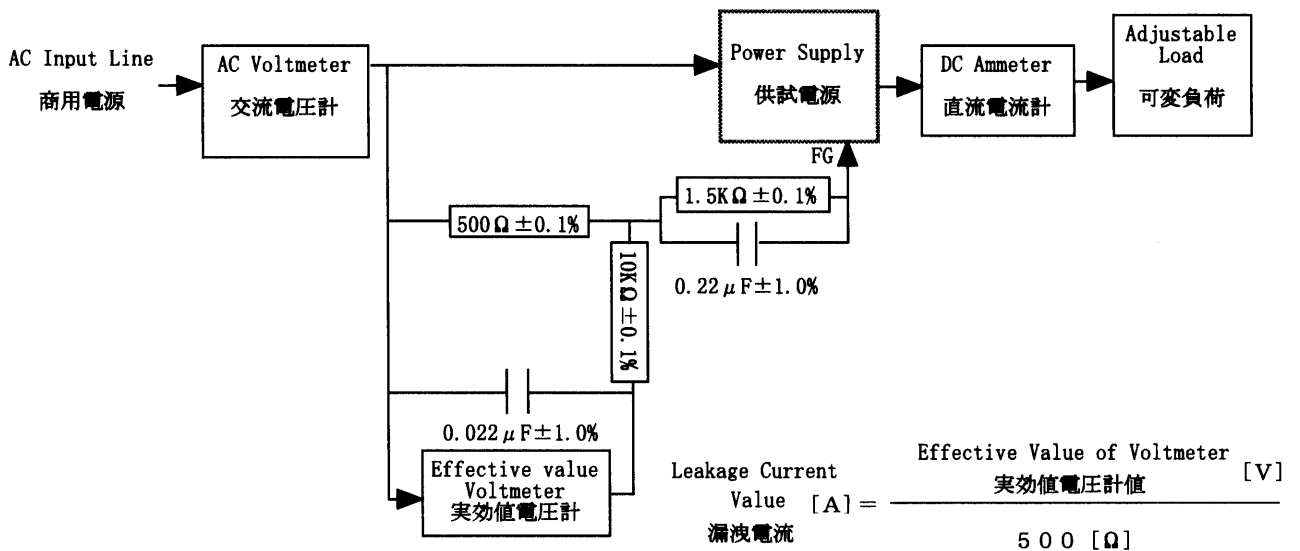 AC Input Line
商用電源
AC Voltmeter
交流電圧計
Power Supply
供試電源
FG
DC Ammeter
直流電流計
Adjustable
Load
可変負荷
500Ω±0.1%
1.5KΩ±0.1%
0.22μF±1.0%
10KΩ±0.1%
0.022μF±1.0%
Effective value
Voltmeter
実効値電圧計
Leakage Current
Value [A]=
漏洩電流
Effective Value of Voltmeter
実効値電圧計値
[V]
500 [Ω]